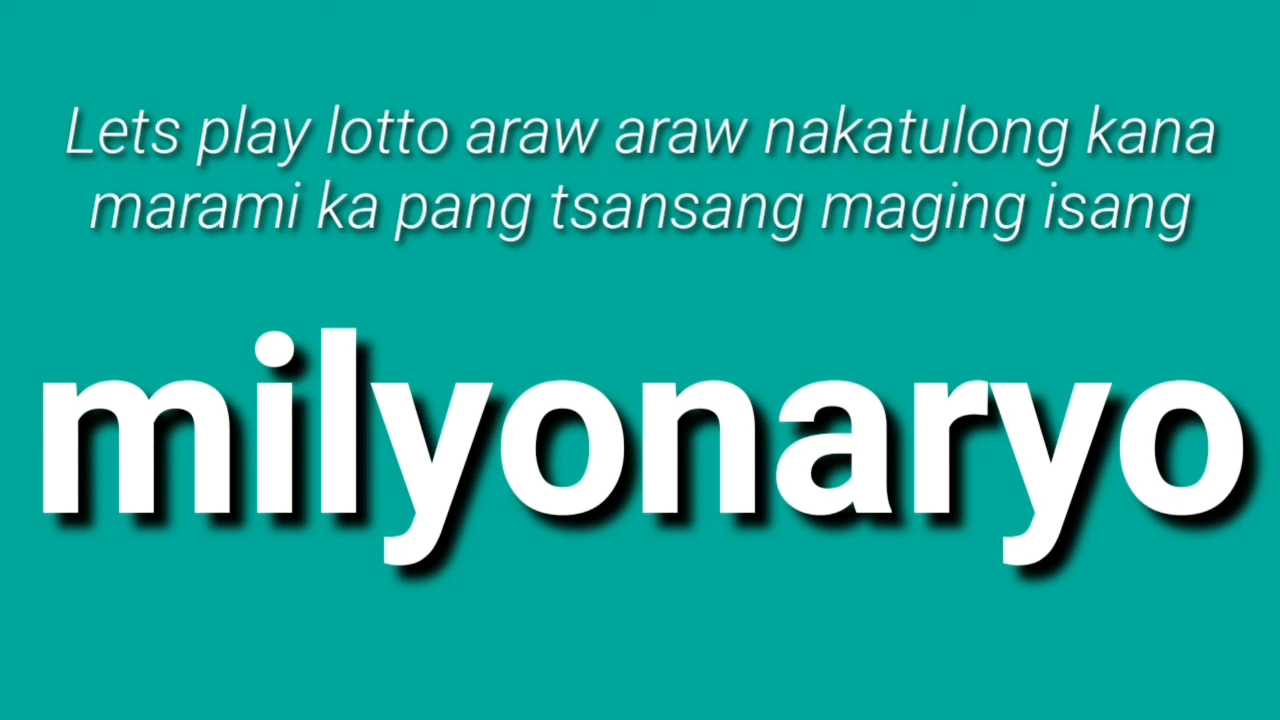 Lets play lotto araw araw nakatulong kana
marami ka pang tsansang maging isang
milyonaryo